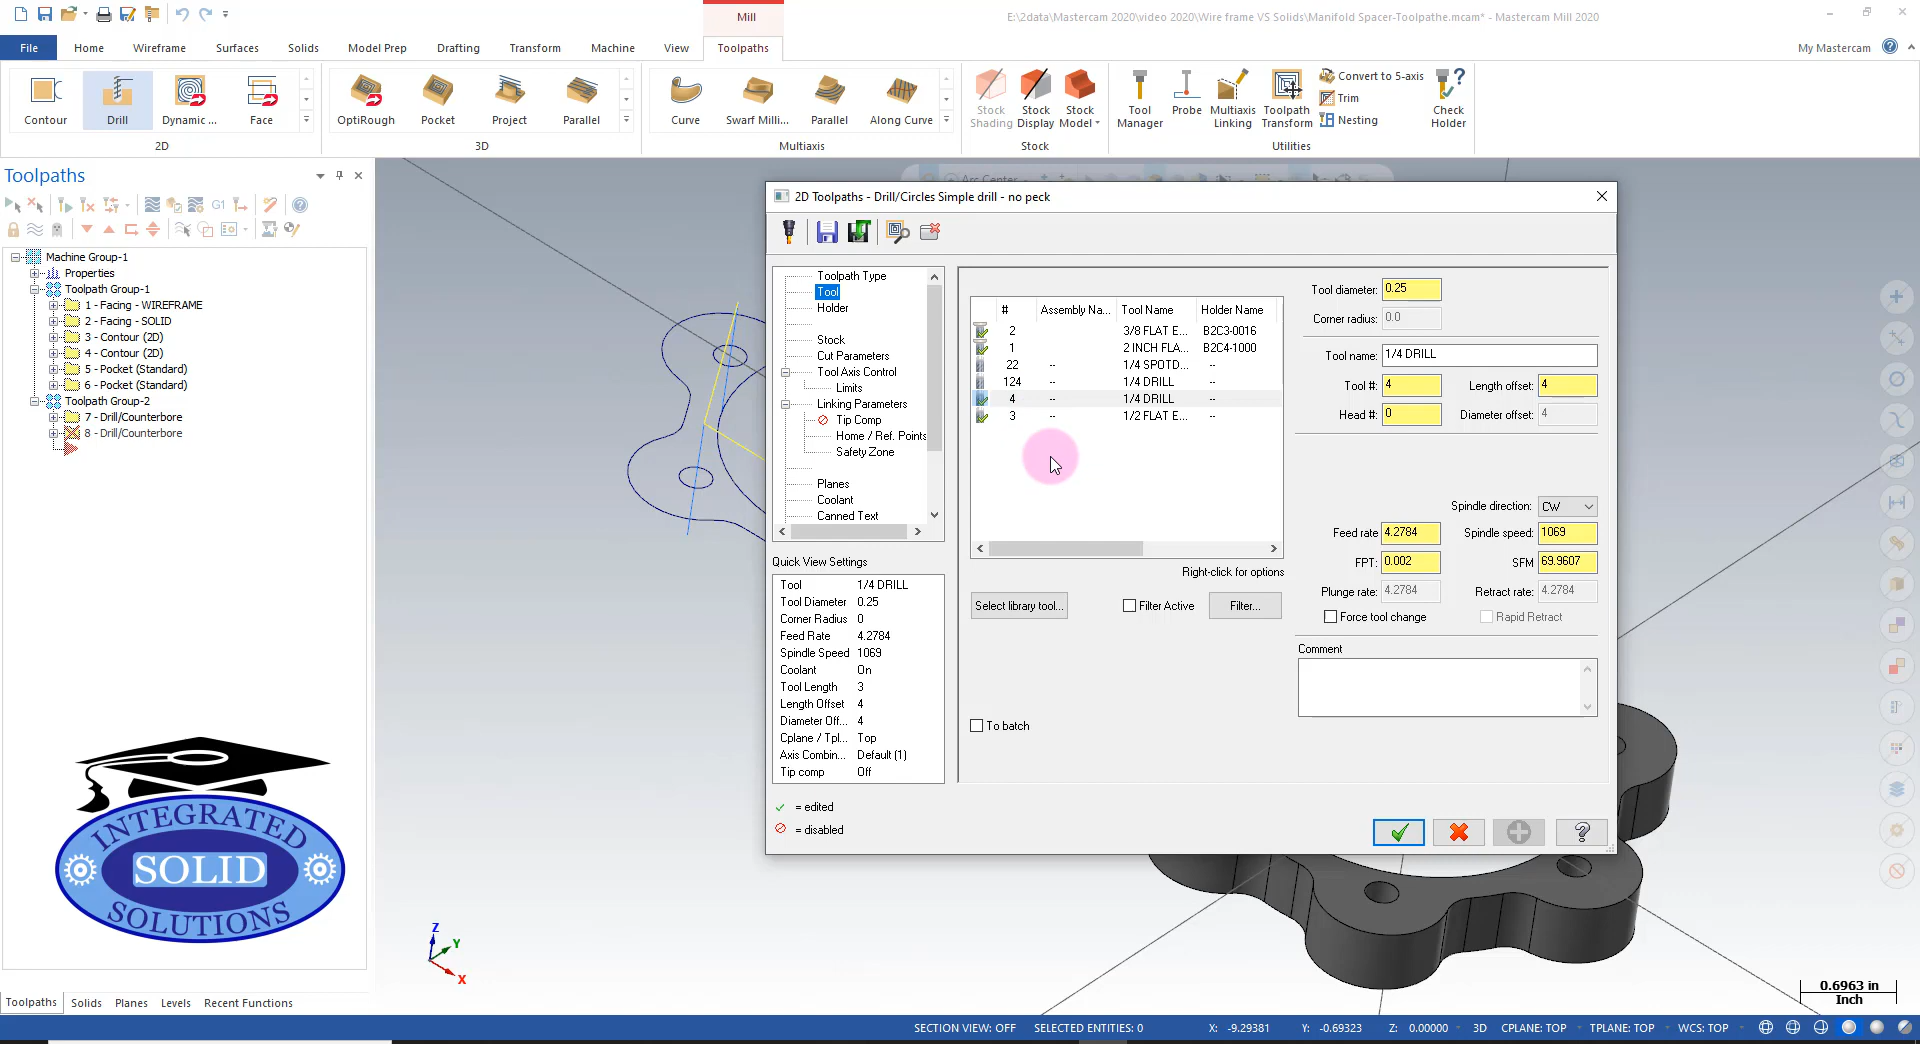 Mill
E:\2data\Mastercam 2020\video 2020\Wire frame VS Solids\Manifold Spacer-Toolpathe.mcam* - Mastercam Mill 2020
File Home Wireframe Surfaces Solids Model Prep Drafting Transform Machine View Toolpaths
My Mastercam
Contour Drill Dynamic ... Face
2D
OptiRough Pocket Project Parallel
3D
Curve Swarf Milli... Parallel Along Curve
Multiaxis
Stock Shading
Stock Display
Stock Model
Stock
Tool Manager
Probe
Multiaxis Linking
Toolpath Transform
Convert to 5-axis
Trim
Nesting
Check Holder
Utilities
Toolpaths
G1
Machine Group-1
Properties
Toolpath Group-1
1 - Facing - WIREFRAME
2 - Facing - SOLID
3 - Contour (2D)
4 - Contour (2D)
5 - Pocket (Standard)
6 - Pocket (Standard)
Toolpath Group-2
7 - Drill/Counterbore
8 - Drill/Counterbore
INTEGRATED
SOLID
SOLUTIONS
Arc Center
2D Toolpaths - Drill/Circles Simple drill - no peck
Toolpath Type
Tool
Holder
Stock
Cut Parameters
Tool Axis Control
Limits
Linking Parameters
Tip Comp
Home / Ref. Points
Safety Zone
Planes
Coolant
Canned Text
Quick View Settings
Tool 1/4 DRILL
Tool Diameter 0.25
Corner Radius 0
Feed Rate 4.2784
Spindle Speed 1069
Coolant On
Tool Length 3
Length Offset 4
Diameter Off... 4
Cplane / Tpl... Top
Axis Combin... Default (1)
Tip comp Off
= edited
= disabled
# Assembly Na... Tool Name Holder Name
2 3/8 FLAT E... B2C3-0016
1 2 INCH FLA... B2C4-1000
22 -- 1/4 SPOTD... --
124 -- 1/4 DRILL --
4 -- 1/4 DRILL --
3 -- 1/2 FLAT E... --
Right-click for options
Select library tool... Filter Active Filter...
To batch
Tool diameter: 0.25
Corner radius: 0.0
Tool name: 1/4 DRILL
Tool #: 4 Length offset: 4
Head #: 0 Diameter offset: 4
Spindle direction: CW
Feed rate 4.2784 Spindle speed: 1069
FPT: 0.002 SFM 69.9607
Plunge rate: 4.2784 Retract rate: 4.2784
Force tool change Rapid Retract
Comment
Z
Y
X
0.6963 in
Inch
Toolpaths Solids Planes Levels Recent Functions
SECTION VIEW: OFF SELECTED ENTITIES: 0 X: -9.29381 Y: -0.69323 Z: 0.00000 3D CPLANE: TOP TPLANE: TOP WCS: TOP